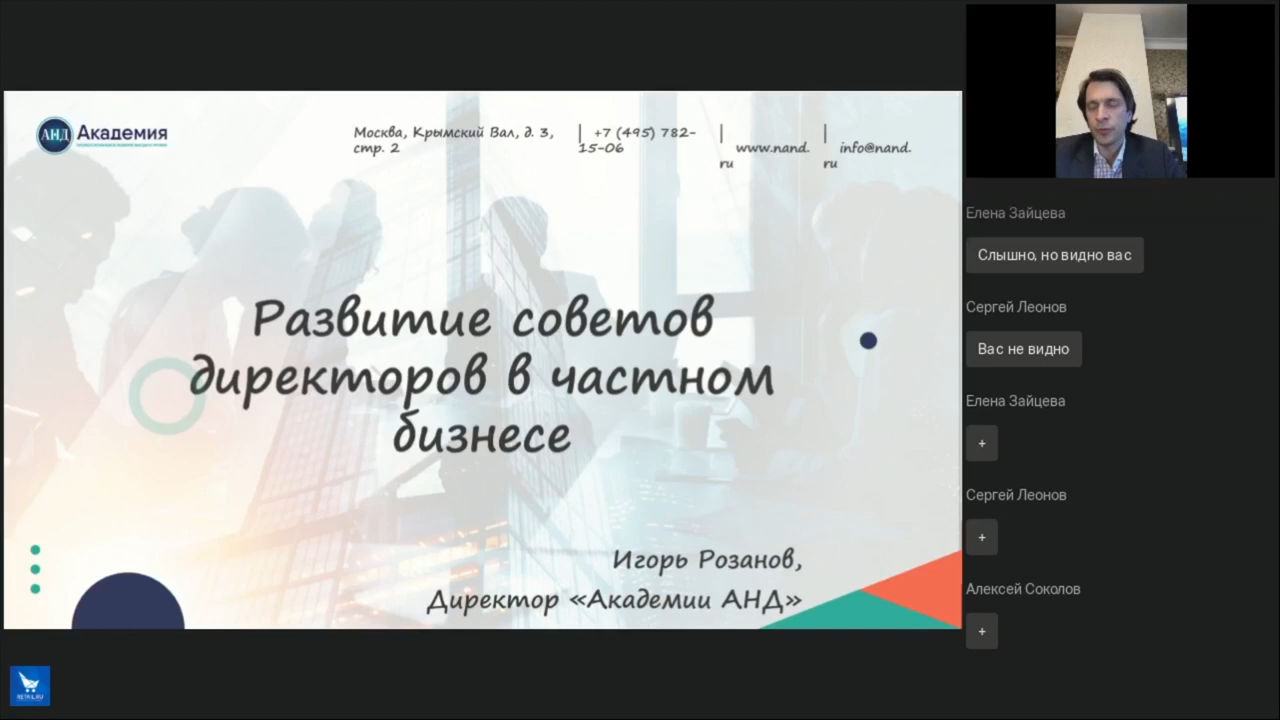 АНД Академия
Москва, Крымский Вал, д. 3,
стр. 2
| +7 (495) 782-
15-06
|
www.nand.
ru
|
info@nand.
ru
Развитие советов
директоров в частном
бизнесе
Игорь Розанов,
Директор «Академии АНД»
Елена Зайцева
Слышно, но видно вас
Сергей Леонов
Вас не видно
Елена Зайцева
+
Сергей Леонов
+
Алексей Соколов
+
RETAIL.RU